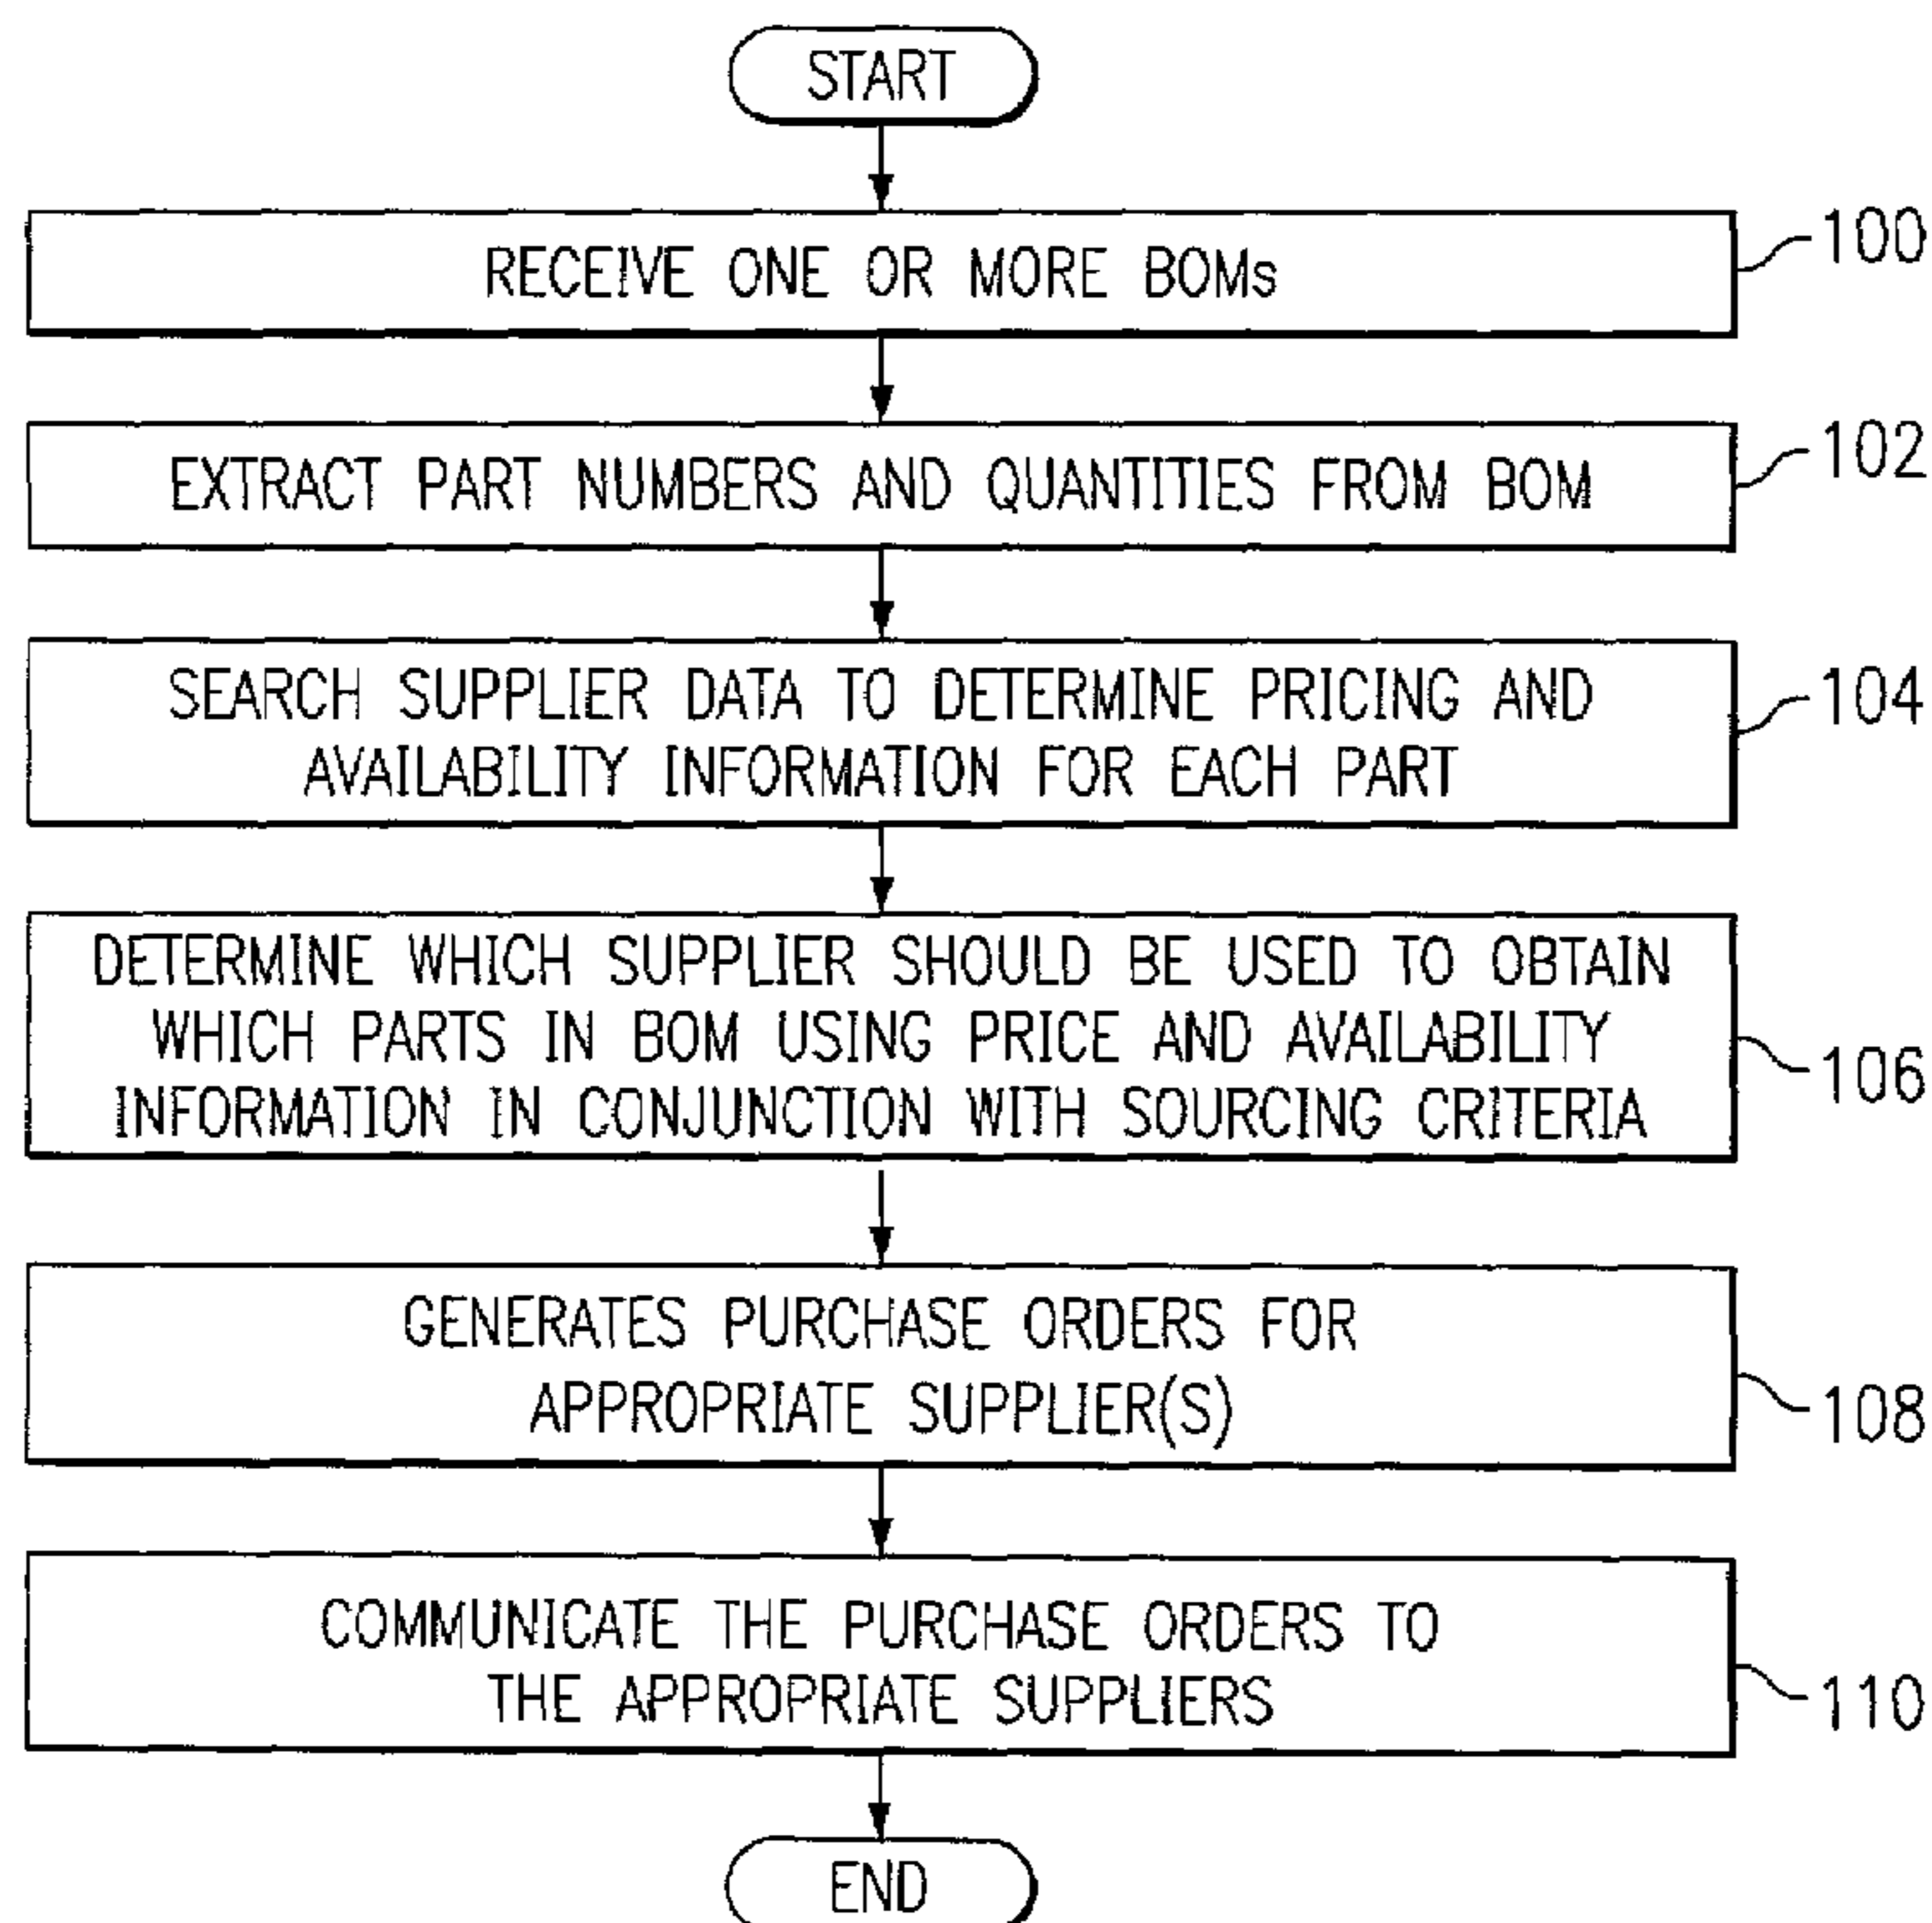 START
RECEIVE ONE OR MORE BOMs
100
EXTRACT PART NUMBERS AND QUANTITIES FROM BOM
102
SEARCH SUPPLIER DATA TO DETERMINE PRICING AND
AVAILABILITY INFORMATION FOR EACH PART
104
DETERMINE WHICH SUPPLIER SHOULD BE USED TO OBTAIN
WHICH PARTS IN BOM USING PRICE AND AVAILABILITY
INFORMATION IN CONJUNCTION WITH SOURCING CRITERIA
106
GENERATES PURCHASE ORDERS FOR
APPROPRIATE SUPPLIER(S)
108
COMMUNICATE THE PURCHASE ORDERS TO
THE APPROPRIATE SUPPLIERS
110
END